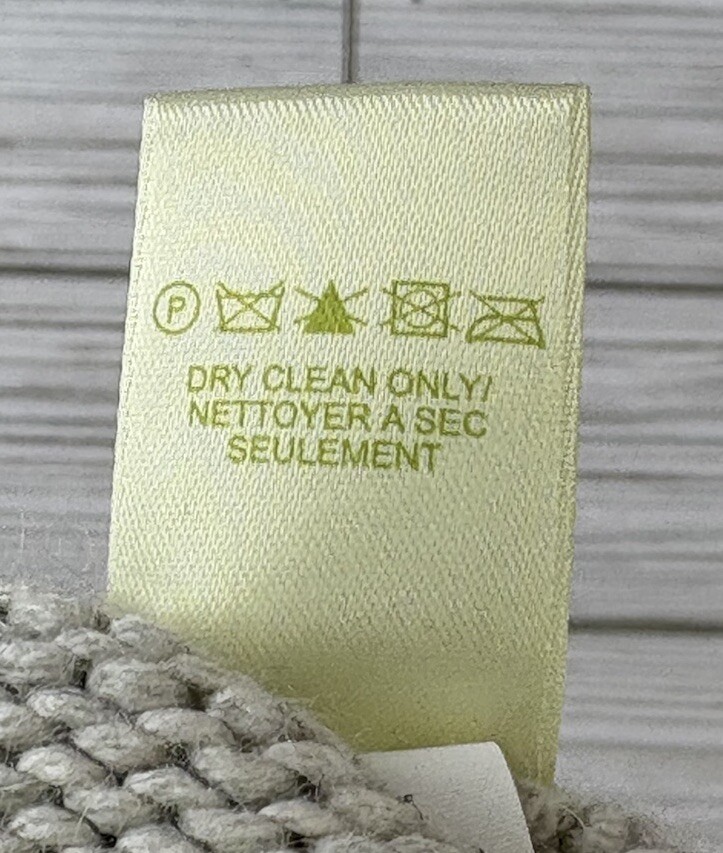 P
DRY CLEAN ONLY/
NETTOYER A SEC
SEULEMENT